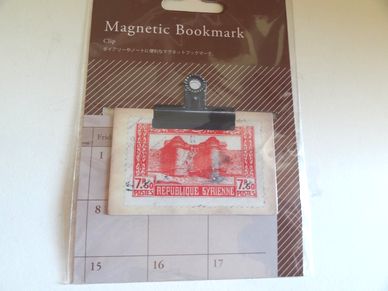 Magnetic Bookmark
Clip
ダイアリーやノートに便利なマグネットブックマーク。
Frid
1
7.50 7.50
REPUBLIQUE SYRIENNE
8 9 10
15 16 17